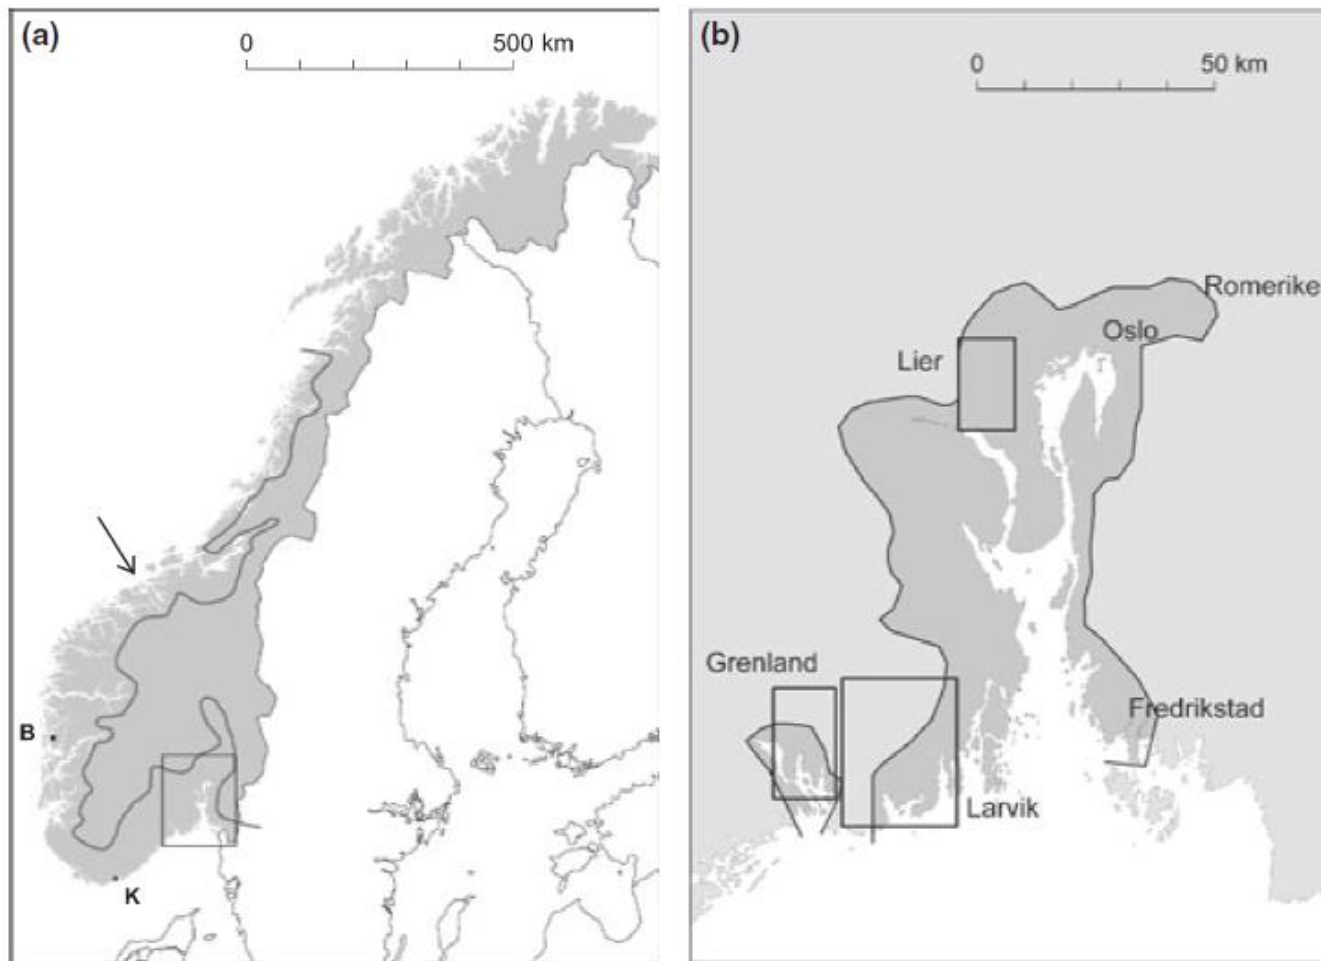 (a)
0 500 km
B
K
(b)
0 50 km
Romerike
Oslo
Lier
Grenland
Fredrikstad
Larvik